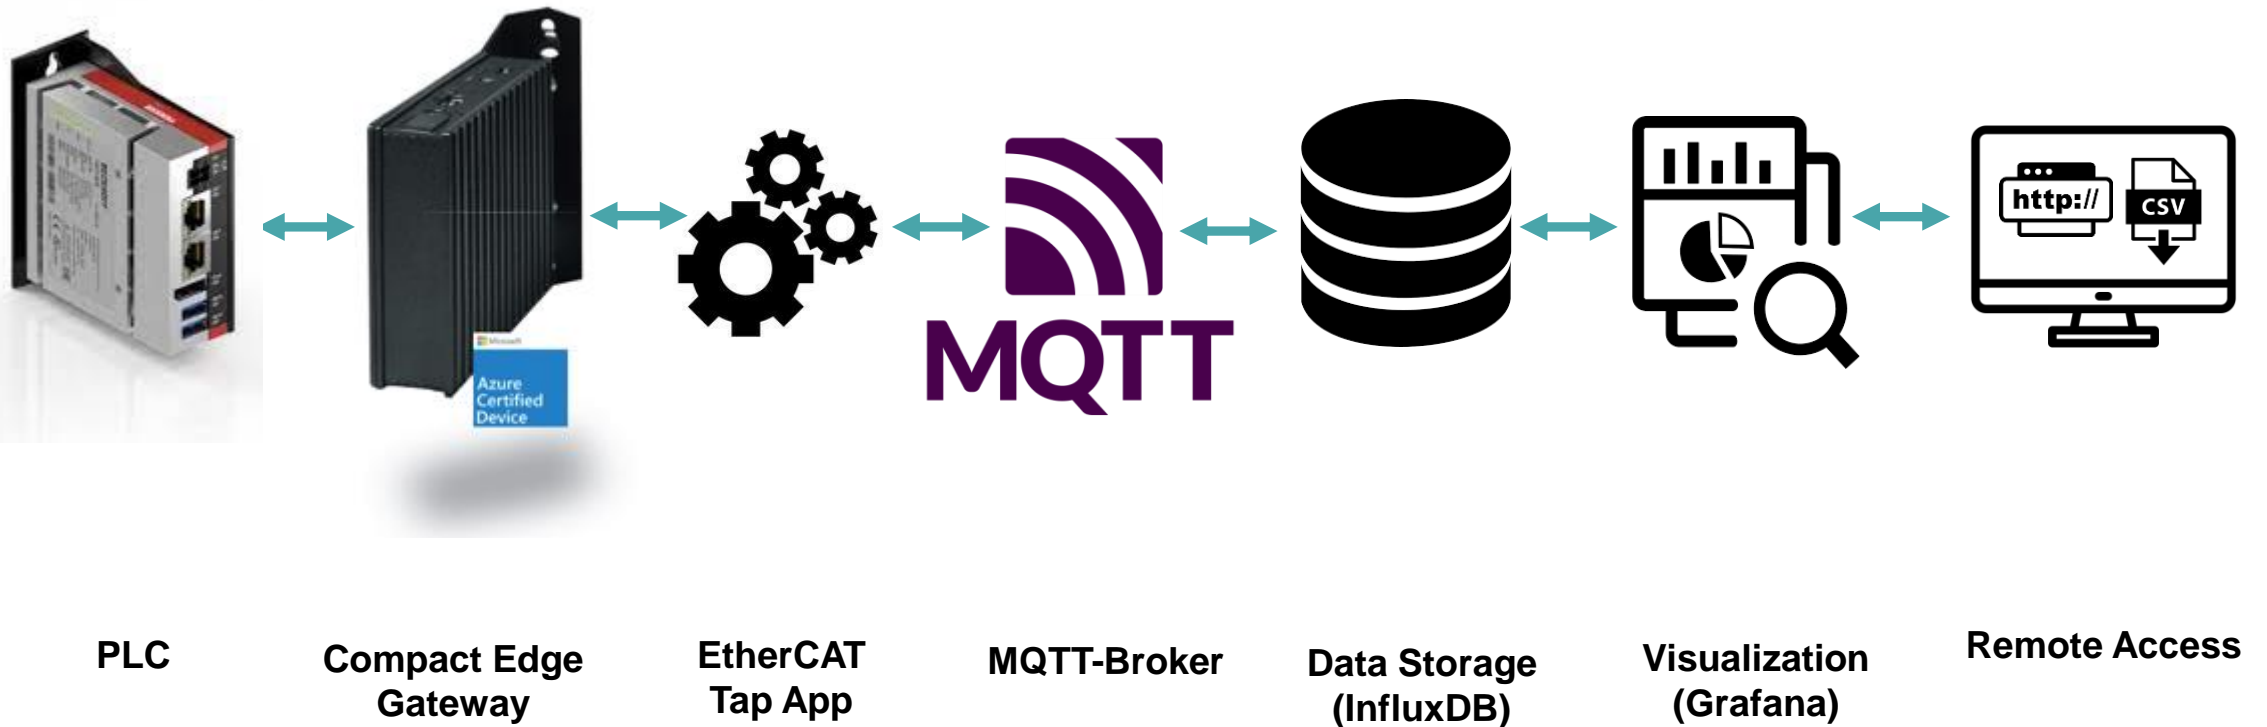 Microsoft
Azure
Certified
Device
MQTT
http://
CSV
PLC
Compact Edge
Gateway
EtherCAT
Tap App
MQTT-Broker
Data Storage
(InfluxDB)
Visualization
(Grafana)
Remote Access